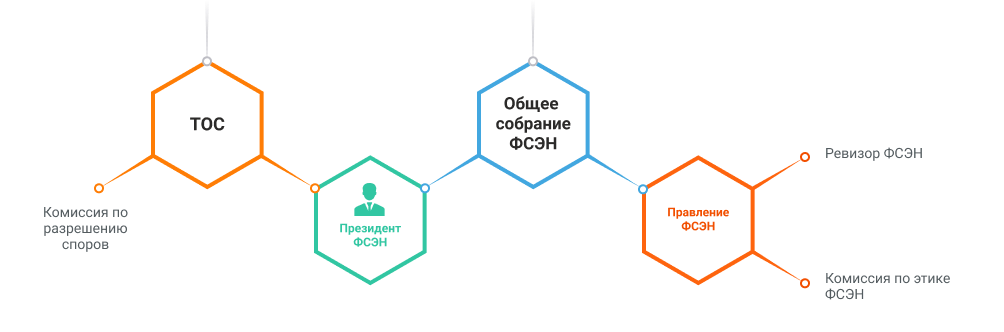 ТОС
Комиссия по
разрешению
споров
Президент
ФСЭН
Общее
собрание
ФСЭН
Правление
ФСЭН
Ревизор ФСЭН
Комиссия по этике
ФСЭН